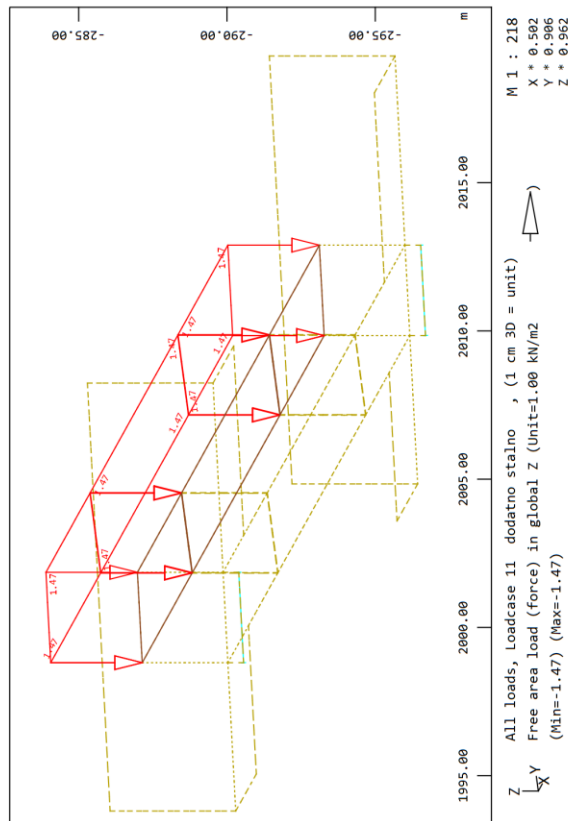 1.47
1.47
1.47
1.47
1.47
1.47
1.47
1.47
1.47
1.47
-285.00
-290.00
-295.00
1995.00 2000.00 2005.00 2010.00 2015.00 m
All loads, Loadcase 11 dodatno stalno , (1 cm 3D = unit)
Free area load (force) in global Z (Unit=1.00 kN/m2 )
(Min=-1.47) (Max=-1.47)
M 1 : 218
X * 0.502
Y * 0.906
Z * 0.962
Z
Y
X